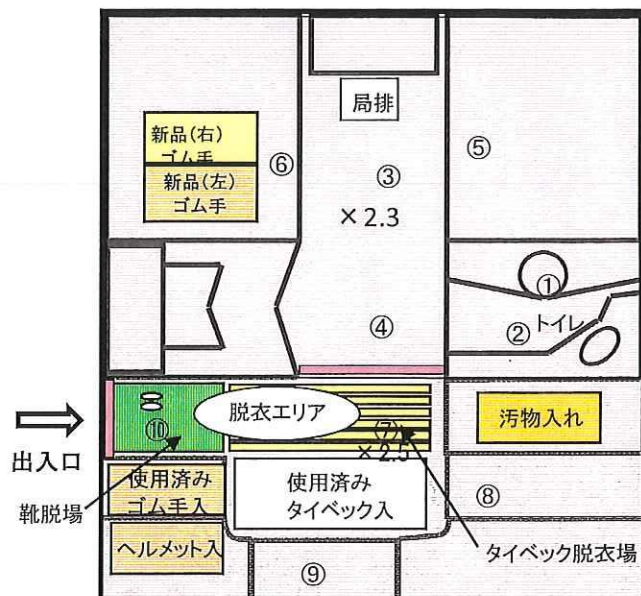 局排
新品(右)
ゴム手
新品(左)
ゴム手
⑥
③
⑤
×2.3
①
②
トイレ
④
出入口
⑩
脱衣エリア
⑦
×2.5
汚物入れ
靴脱場
使用済み
ゴム手入
使用済み
タイベック入
⑧
ヘルメット入
⑨
タイベック脱衣場